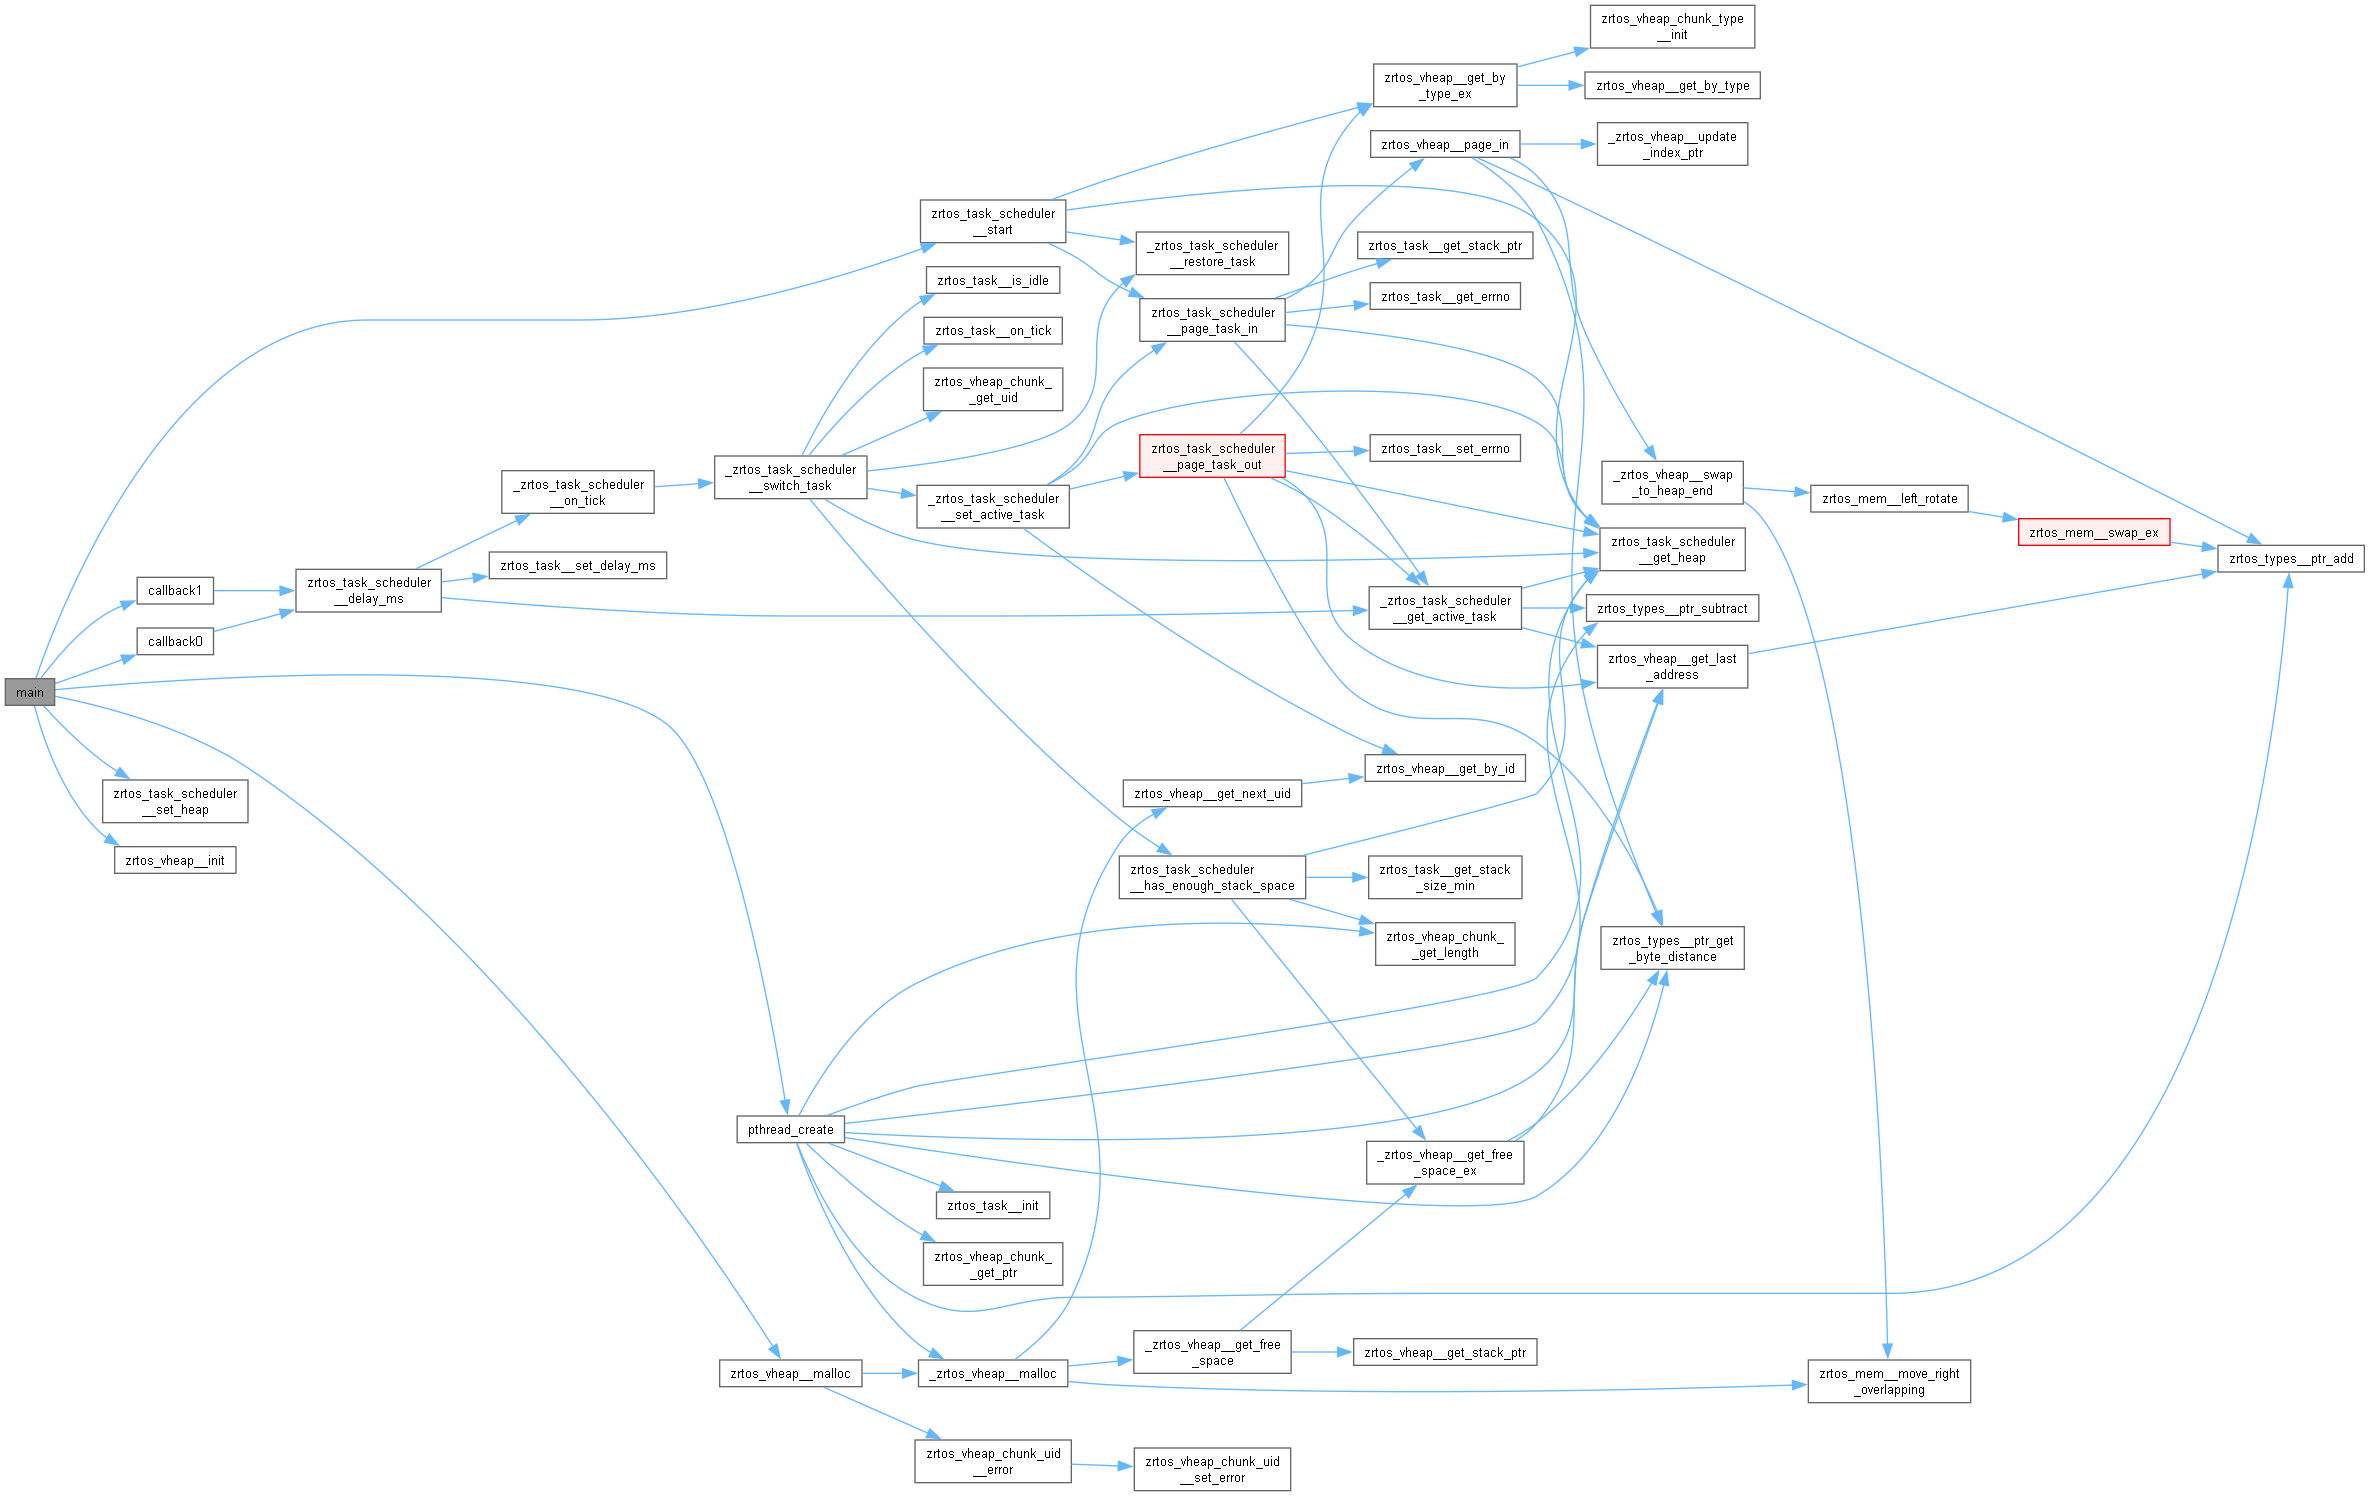 main
callback1
callback0
zrtos_task_scheduler
__set_heap
zrtos_vheap__init
zrtos_task_scheduler
__delay_ms
_zrtos_task_scheduler
__on_tick
zrtos_task__set_delay_ms
_zrtos_task_scheduler
__switch_task
pthread_create
zrtos_vheap__malloc
zrtos_task_scheduler
__start
zrtos_task__is_idle
zrtos_task__on_tick
zrtos_vheap_chunk_
_get_uid
_zrtos_task_scheduler
__set_active_task
zrtos_task__init
zrtos_vheap_chunk_
_get_ptr
_zrtos_vheap__malloc
zrtos_vheap_chunk_uid
__error
_zrtos_task_scheduler
__restore_task
zrtos_task_scheduler
__page_task_in
zrtos_task_scheduler
__page_task_out
zrtos_vheap__get_next_uid
zrtos_task_scheduler
__has_enough_stack_space
_zrtos_vheap__get_free
_space
zrtos_vheap_chunk_uid
__set_error
zrtos_vheap__get_by
_type_ex
zrtos_vheap__page_in
zrtos_task__get_stack_ptr
zrtos_task__get_errno
zrtos_task__set_errno
_zrtos_task_scheduler
__get_active_task
zrtos_vheap__get_by_id
zrtos_task__get_stack
_size_min
zrtos_vheap_chunk_
_get_length
_zrtos_vheap__get_free
_space_ex
zrtos_vheap__get_stack_ptr
zrtos_vheap_chunk_type
__init
zrtos_vheap__get_by_type
_zrtos_vheap__update
_index_ptr
_zrtos_vheap__swap
_to_heap_end
zrtos_task_scheduler
__get_heap
zrtos_types__ptr_subtract
zrtos_vheap__get_last
_address
zrtos_types__ptr_get
_byte_distance
zrtos_mem__left_rotate
zrtos_mem__move_right
_overlapping
zrtos_mem__swap_ex
zrtos_types__ptr_add